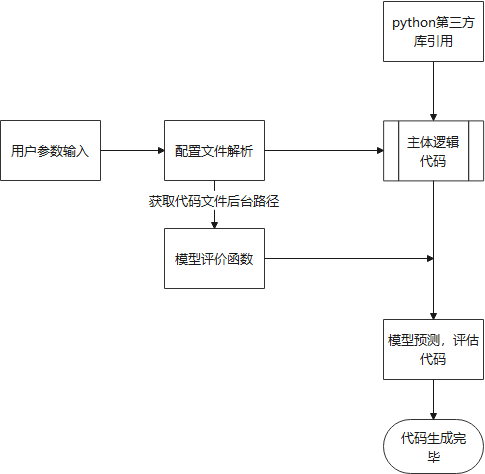 python第三方
库引用
用户参数输入
配置文件解析
主体逻辑
代码
获取代码文件后台路径
模型评价函数
模型预测，评估
代码
代码生成完
毕